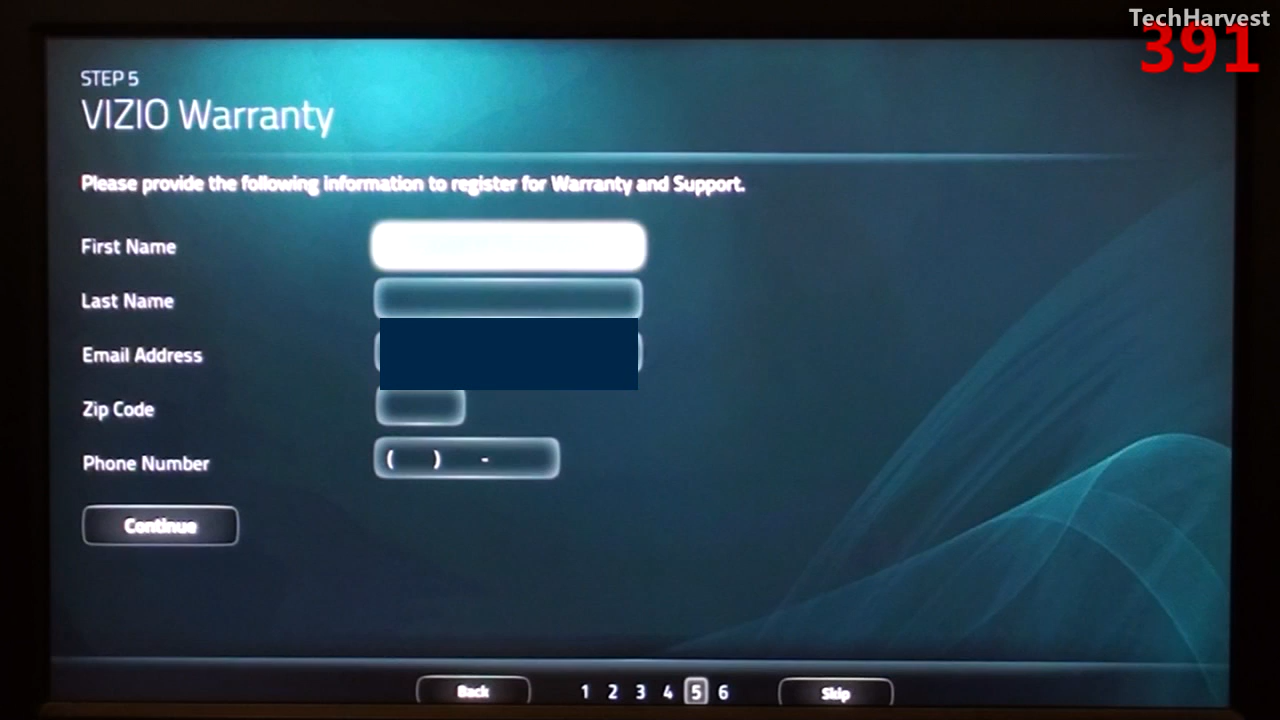 TechHarvest
391
STEP 5
VIZIO Warranty
Please provide the following information to register for Warranty and Support.
First Name
Last Name
Email Address
Zip Code
Phone Number
( ) -
Continue
Back
1 2 3 4 5 6
Skip